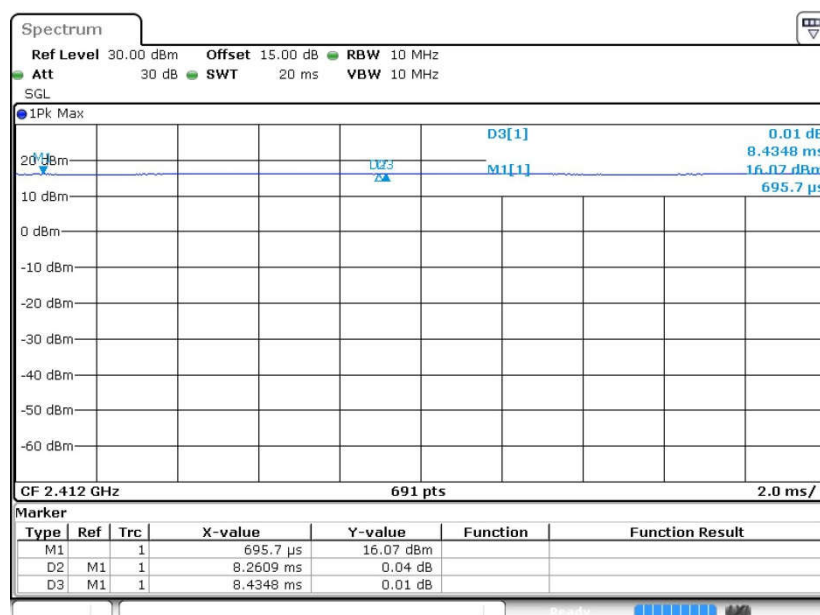 Spectrum
Ref Level 30.00 dBm Offset 15.00 dB RBW 10 MHz
Att 30 dB SWT 20 ms VBW 10 MHz
SGL
1Pk Max
D3[1] 0.01 dB
8.4348 ms
M1[1] 16.07 dBm
695.7 µs
M1
D3
20 dBm
10 dBm
0 dBm
-10 dBm
-20 dBm
-30 dBm
-40 dBm
-50 dBm
-60 dBm
CF 2.412 GHz 691 pts 2.0 ms/
Marker
Type Ref Trc X-value Y-value Function Function Result
M1 1 695.7 µs 16.07 dBm
D2 M1 1 8.2609 ms 0.04 dB
D3 M1 1 8.4348 ms 0.01 dB
Ready